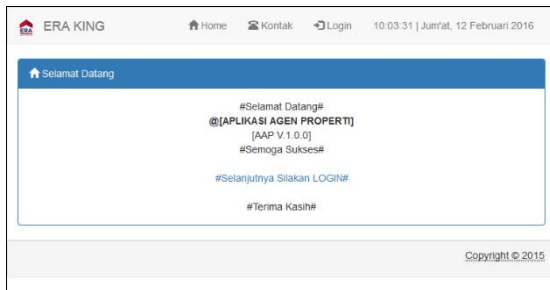 ERA
ERA KING Home Kontak Login 10:03:31 | Jum'at, 12 Februari 2016
Selamat Datang
#Selamat Datang#
@[APLIKASI AGEN PROPERTI]
[AAP V.1.0.0]
#Semoga Sukses#
#Selanjutnya Silakan LOGIN#
#Terima Kasih#
Copyright © 2015